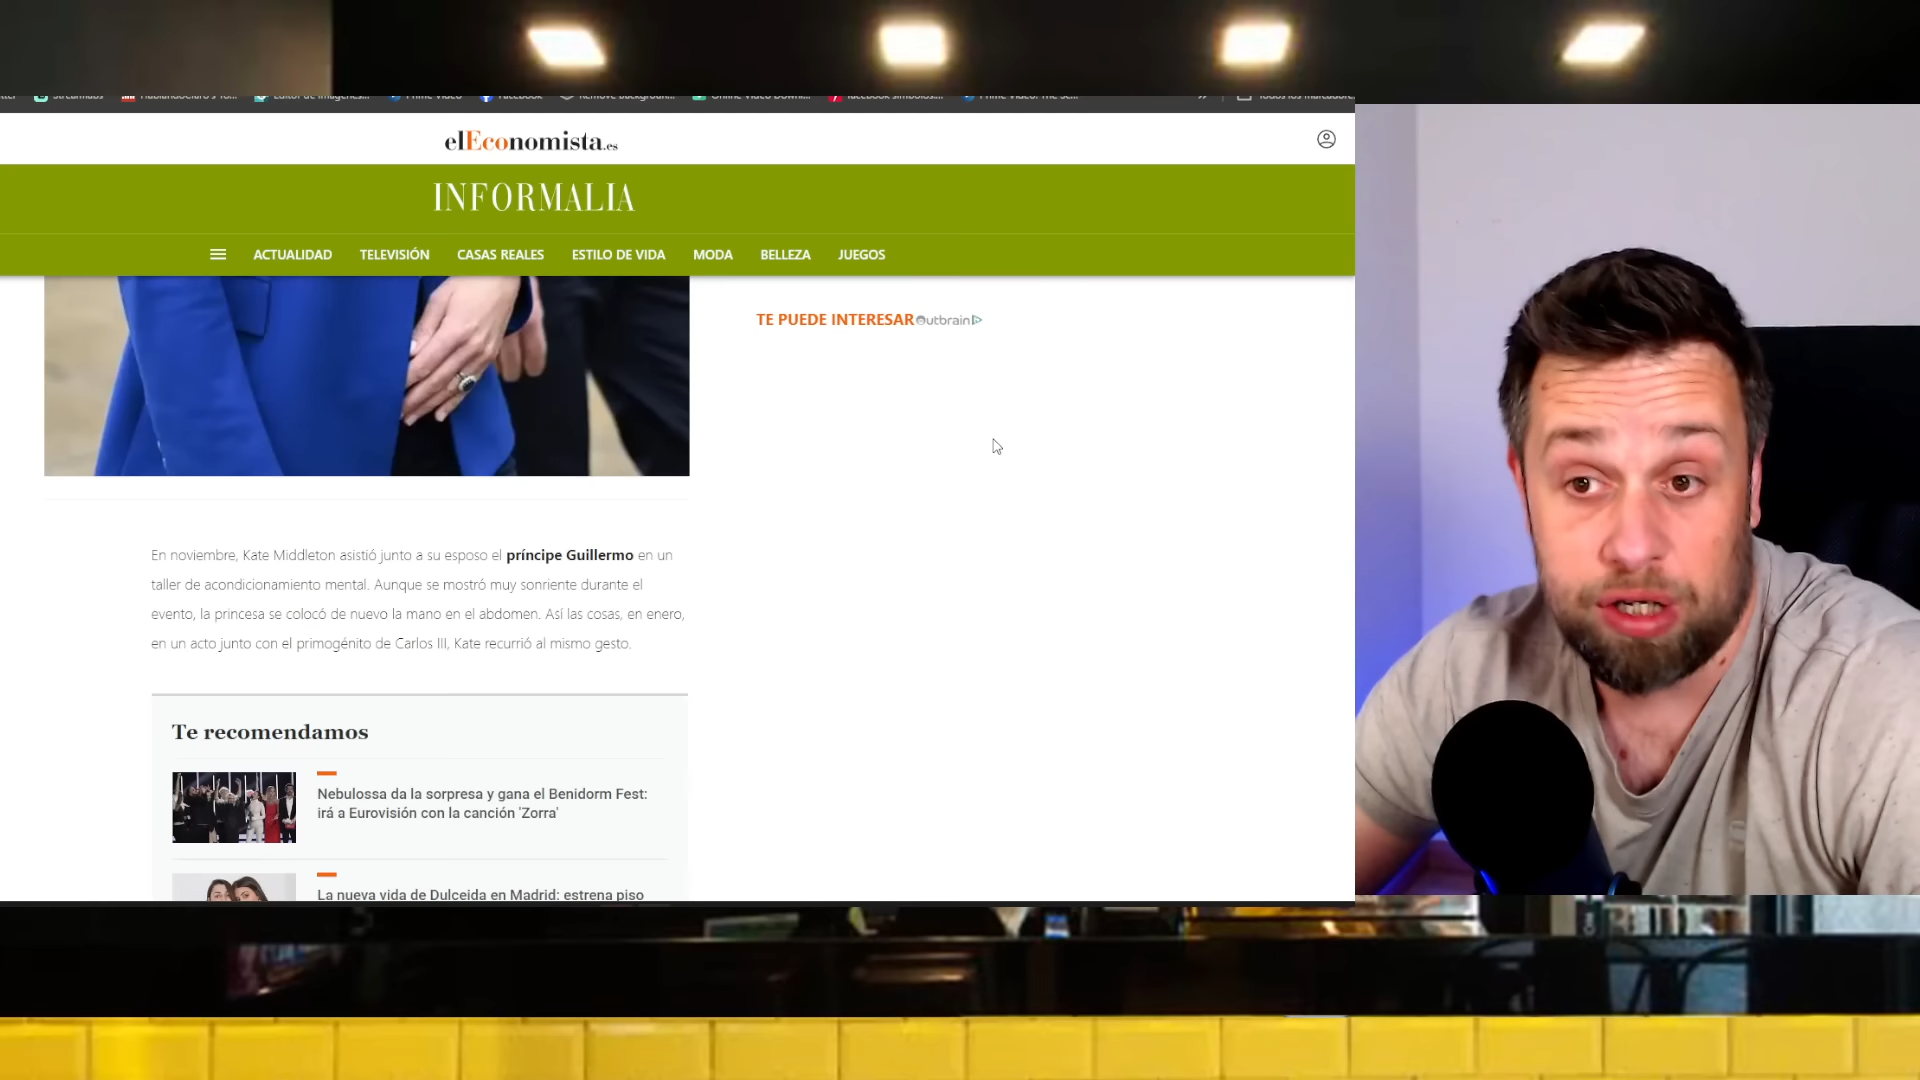 Streamlabs
Prime Video
Facebook
elEconomista.es
INFORMALIA
ACTUALIDAD TELEVISIÓN CASAS REALES ESTILO DE VIDA MODA BELLEZA JUEGOS
TE PUEDE INTERESAR Outbrain
En noviembre, Kate Middleton asistió junto a su esposo el príncipe Guillermo en un
taller de acondicionamiento mental. Aunque se mostró muy sonriente durante el
evento, la princesa se colocó de nuevo la mano en el abdomen. Así las cosas, en enero,
en un acto junto con el primogénito de Carlos III, Kate recurrió al mismo gesto.
Te recomendamos
Nebulossa da la sorpresa y gana el Benidorm Fest:
irá a Eurovisión con la canción 'Zorra'
La nueva vida de Dulceida en Madrid: estrena piso